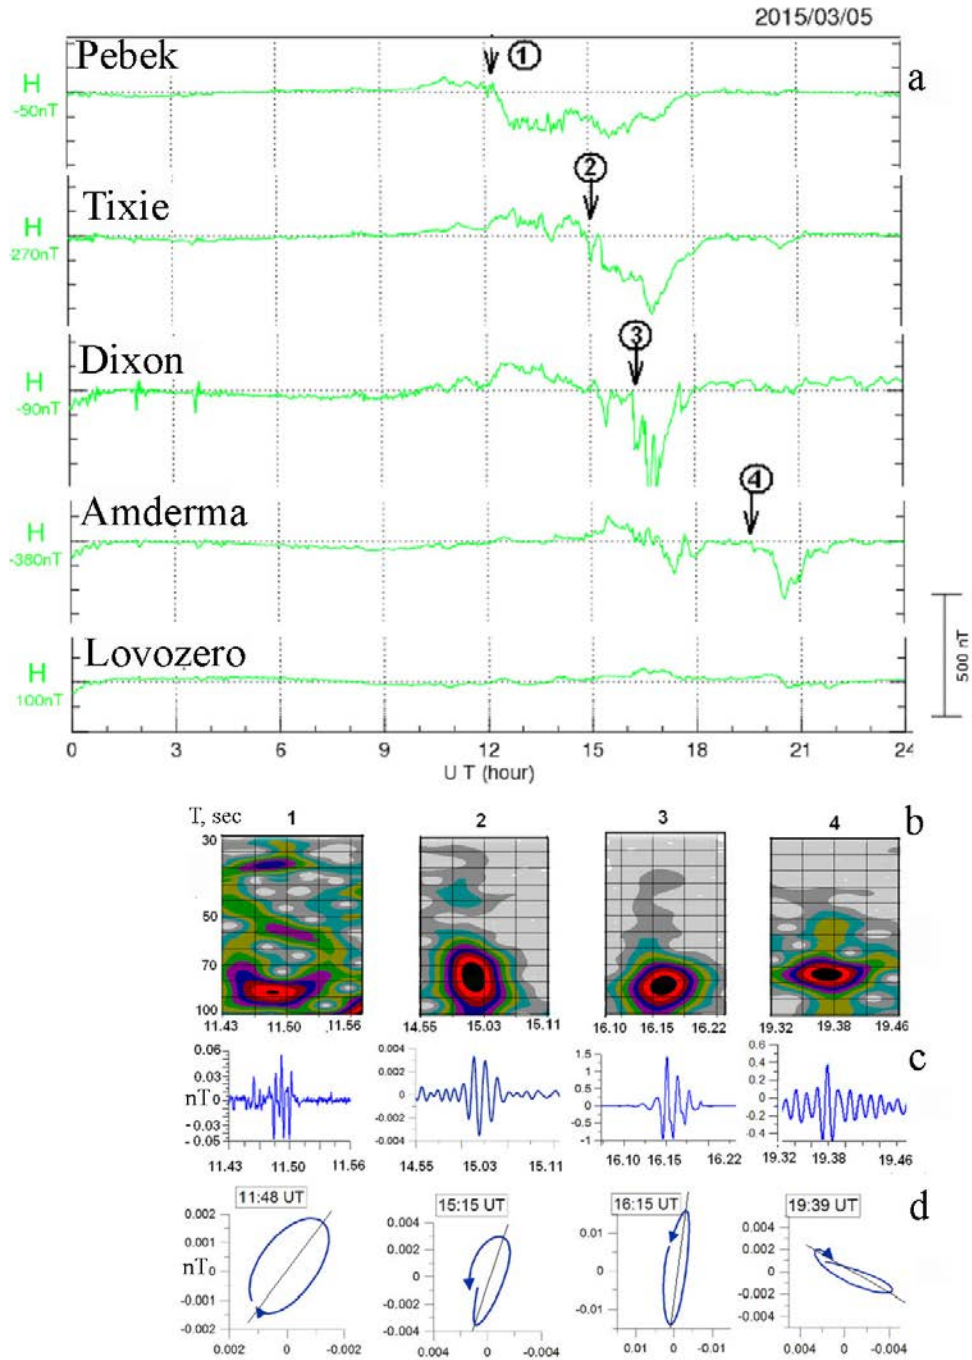 2015/03/05
Pebek
①
a
H
-50nT
②
Tixie
H
270nT
③
Dixon
H
-90nT
④
Amderma
H
-380nT
Lovozero
H
100nT
500 nT
0 3 6 9 12 15 18 21 24
U T (hour)
T, sec 1 2 3 4 b
30
50
70
100
11.43 11.50 11.56 14.55 15.03 15.11 16.10 16.15 16.22 19.32 19.38 19.46
c
0.06
0.03
nT 0
-0.03
-0.05
11.43 11.50 11.56
0.004
0.002
0
-0.002
-0.004
14.55 15.03 15.11
1.5
1
0.5
0
-0.5
-1
16.10 16.15 16.22
0.6
0.4
0.2
0
-0.2
-0.4
19.32 19.38 19.46
d
11:48 UT
0.002
0.001
nT 0
-0.001
-0.002
0.002 0 -0.002
15:15 UT
0.004
0.002
0
-0.002
-0.004
0.004 0 -0.004
16:15 UT
0.01
0
-0.01
0.01 0 -0.01
19:39 UT
0.004
0.002
0
-0.002
-0.004
0.004 0 -0.004